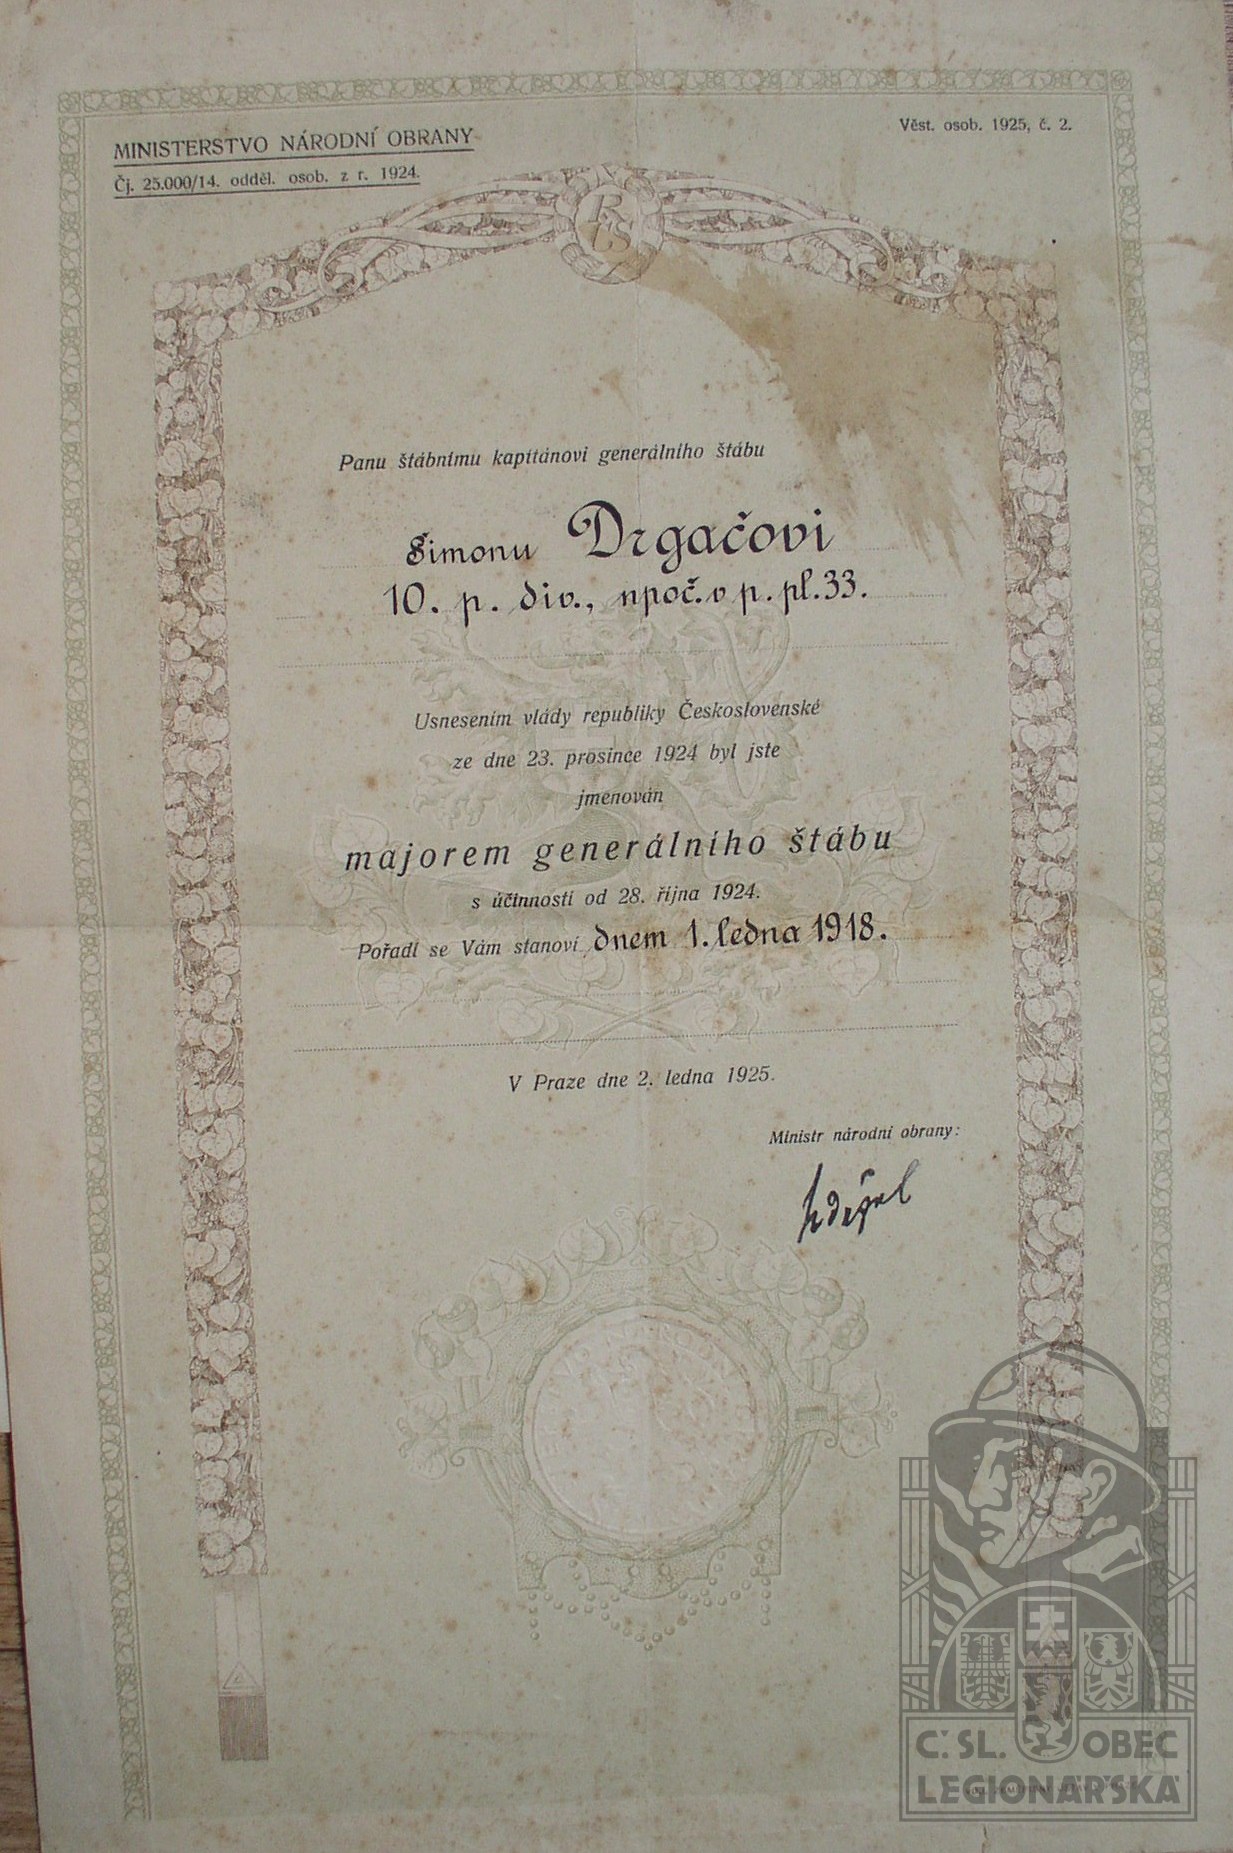 MINISTERSTVO NÁRODNÍ OBRANY
Čj. 25.000/14. odděl. osob. z r. 1924.
Věst. osob. 1925, č. 2.
R
ČS
Panu štábnímu kapitánovi generálního štábu
Šimonu Drgačovi
10. p. div., npoč. v p. pl. 33.
Usnesením vlády republiky Československé
ze dne 23. prosince 1924 byl jste
jmenován
majorem generálního štábu
s účinností od 28. října 1924.
Pořadí se Vám stanoví dnem 1. ledna 1918.
V Praze dne 2. ledna 1925.
Ministr národní obrany:
Č. SL. OBEC
LEGIONÁŘSKÁ